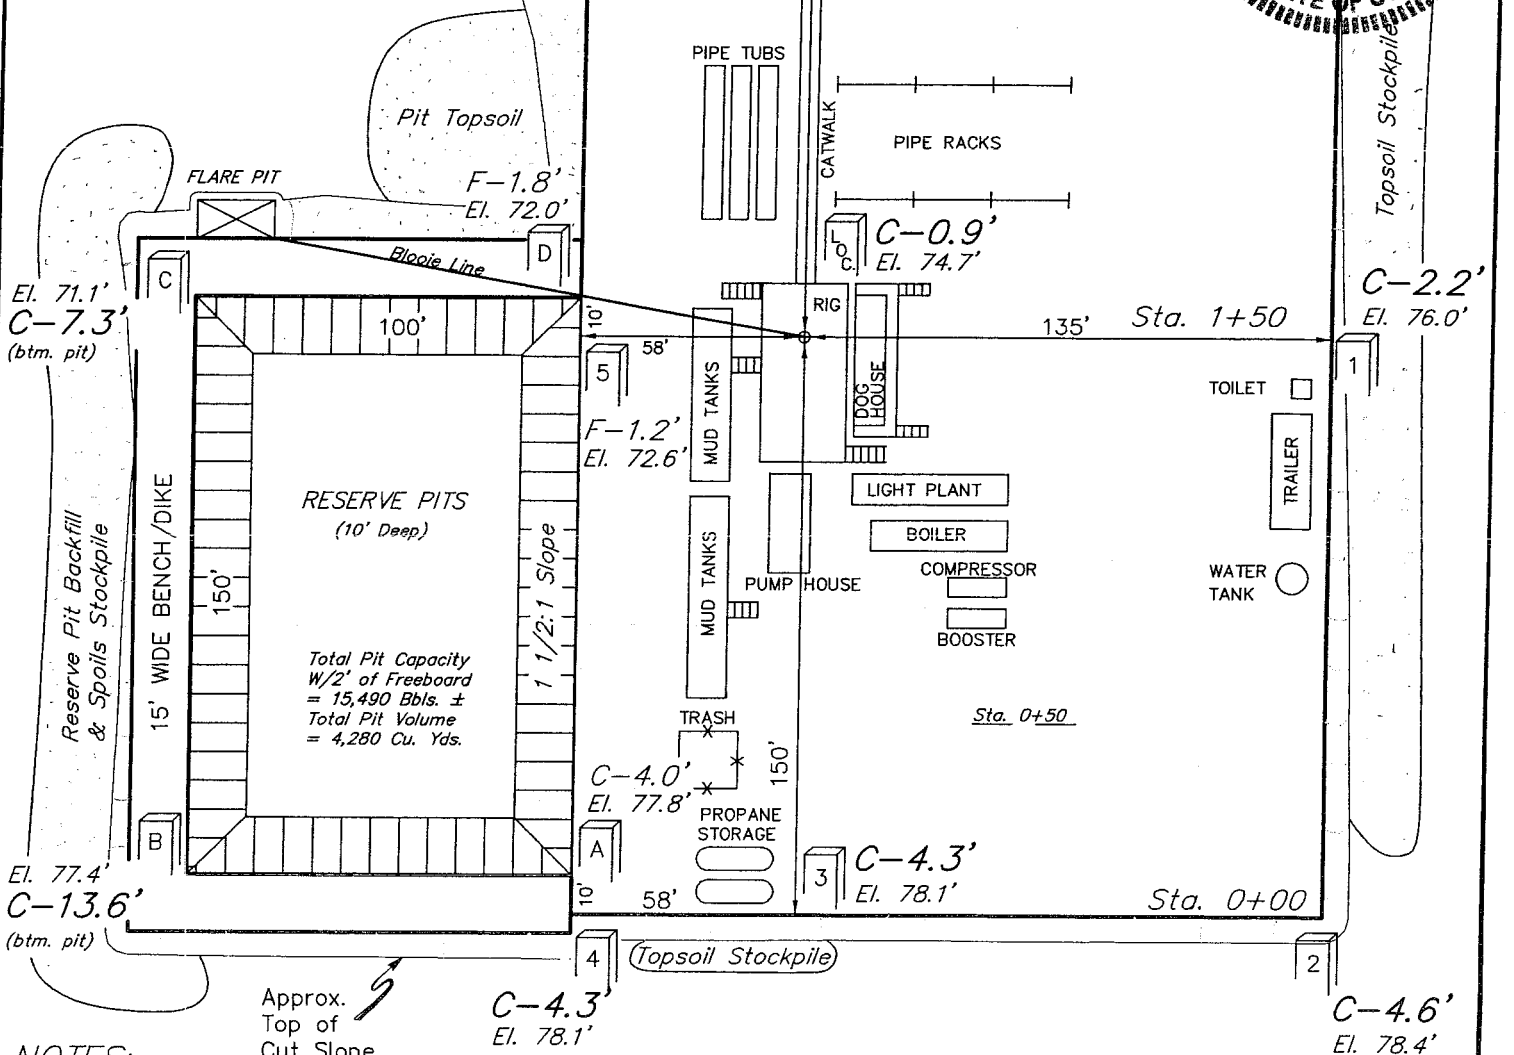 PIPE TUBS
CATWALK
PIPE RACKS
Topsoil Stockpile
Pit Topsoil
FLARE PIT
F-1.8'
El. 72.0'
D
Blooie Line
LOC.
C-0.9'
El. 74.7'
C
El. 71.1'
C-7.3'
(btm. pit)
100'
10'
58'
RIG
135'
Sta. 1+50
C-2.2'
El. 76.0'
1
5
F-1.2'
El. 72.6'
MUD TANKS
DOG
HOUSE
TOILET
TRAILER
RESERVE PITS
(10' Deep)
LIGHT PLANT
BOILER
COMPRESSOR
BOOSTER
PUMP HOUSE
MUD TANKS
WATER
TANK
Reserve Pit Backfill
& Spoils Stockpile
15' WIDE BENCH/DIKE
150'
1 1/2:1 Slope
Total Pit Capacity
W/2' of Freeboard
= 15,490 Bbls. ±
Total Pit Volume
= 4,280 Cu. Yds.
TRASH
Sta. 0+50
150'
C-4.0'
El. 77.8'
PROPANE
STORAGE
B
A
El. 77.4'
C-13.6'
(btm. pit)
10'
58'
3
C-4.3'
El. 78.1'
Sta. 0+00
4
Topsoil Stockpile
2
Approx.
Top of
Cut Slope
C-4.3'
El. 78.1'
C-4.6'
El. 78.4'
NOTES: